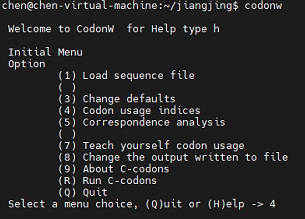 chen@chen-virtual-machine:~/jiangjing$ codonw
Welcome to CodonW  for Help type h
Initial Menu
Option
(1) Load sequence file
( )
(3) Change defaults
(4) Codon usage indices
(5) Correspondence analysis
( )
(7) Teach yourself codon usage
(8) Change the output written to file
(9) About C-codons
(R) Run C-codons
(Q) Quit
Select a menu choice, (Q)uit or (H)elp -> 4